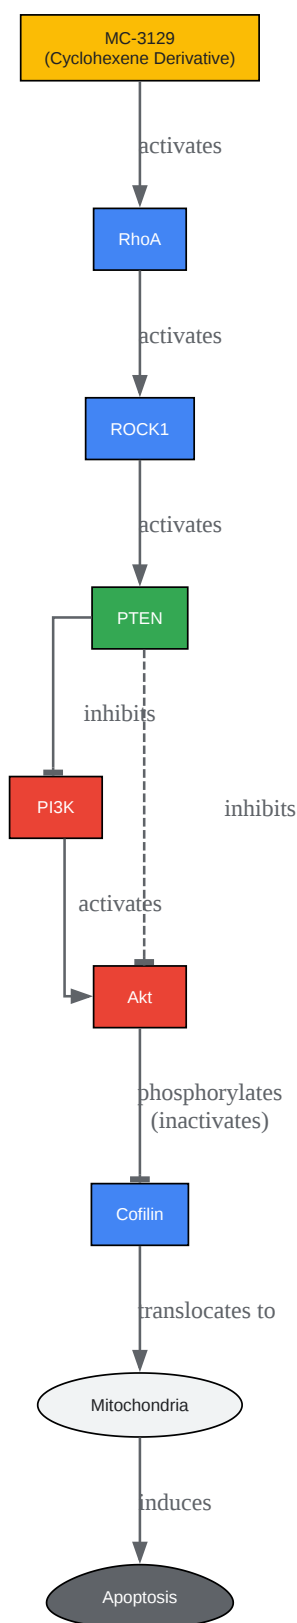 MC-3129
(Cyclohexene Derivative)
activates
RhoA
activates
ROCK1
activates
PTEN
inhibits
PI3K
inhibits
activates
Akt
phosphorylates
(inactivates)
Cofilin
translocates to
Mitochondria
induces
Apoptosis